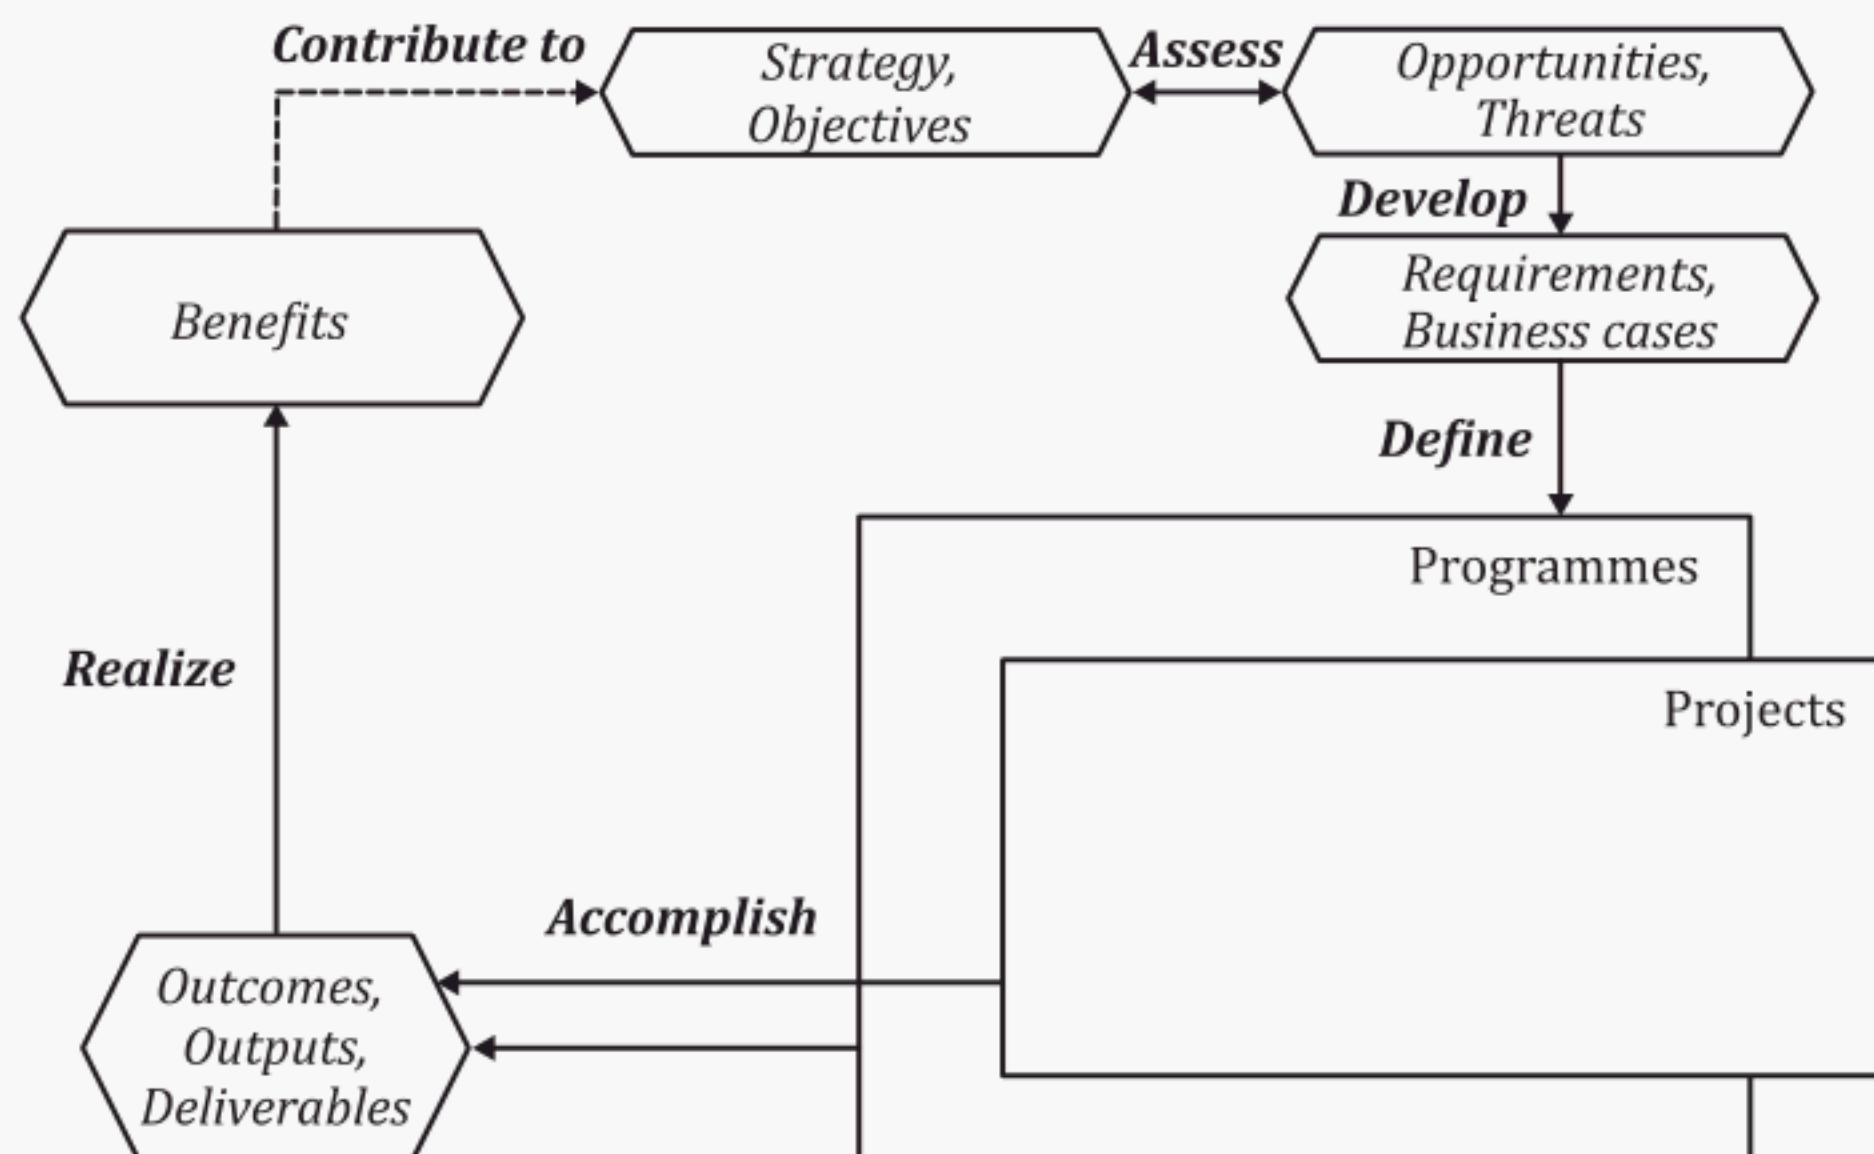 Contribute to
Strategy,
Objectives
Assess
Opportunities,
Threats
Develop
Requirements,
Business cases
Benefits
Define
Programmes
Projects
Realize
Accomplish
Outcomes,
Outputs,
Deliverables